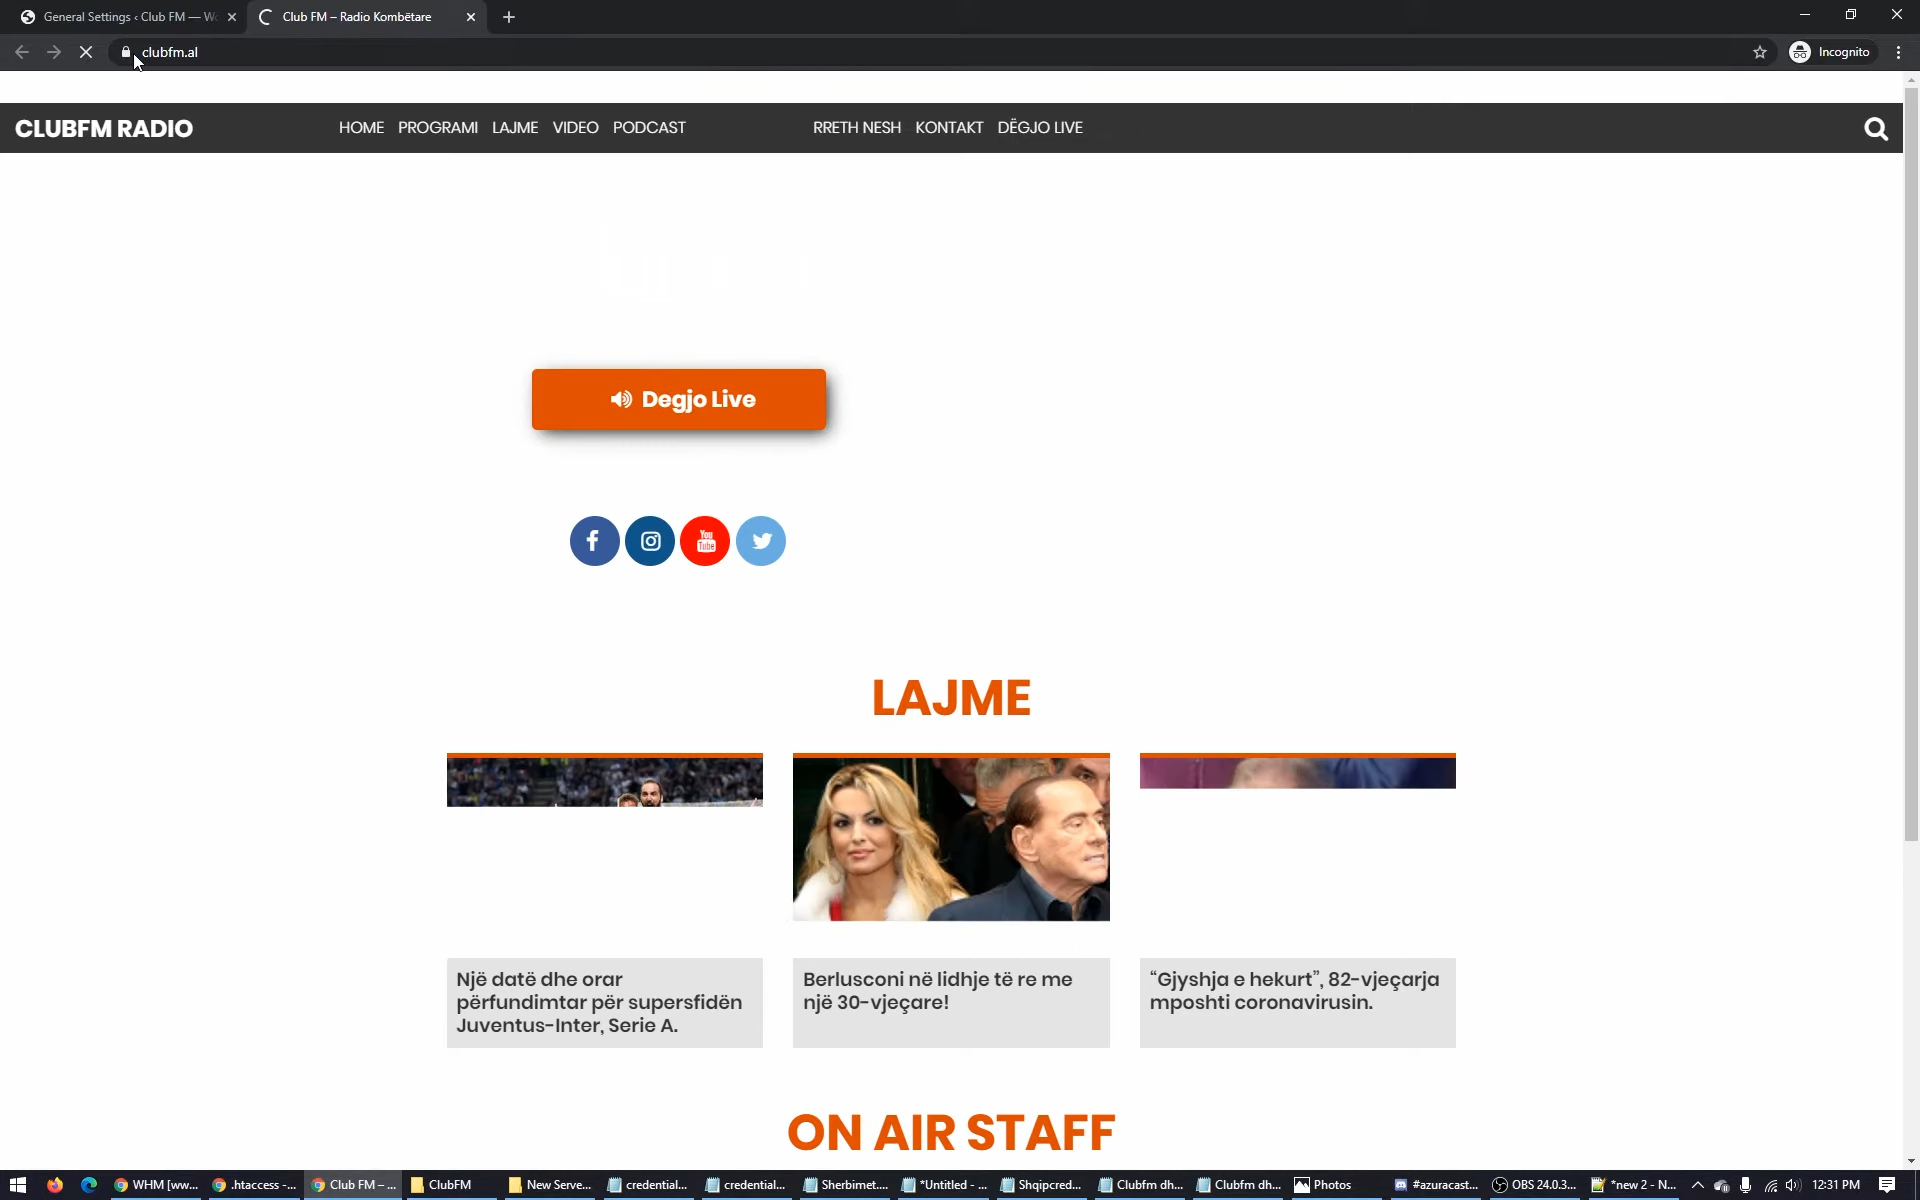 General Settings ‹ Club FM — Wo
Club FM – Radio Kombëtare
clubfm.al
Incognito
CLUBFM RADIO
HOME PROGRAMI LAJME VIDEO PODCAST RRETH NESH KONTAKT DËGJO LIVE
Degjo Live
You
Tube
LAJME
Një datë dhe orar
përfundimtar për supersfidën
Juventus-Inter, Serie A.
Berlusconi në lidhje të re me
një 30-vjeçare!
“Gjyshja e hekurt”, 82-vjeçarja
mposhti coronavirusin.
ON AIR STAFF
WHM [ww... .htaccess -... Club FM – ... ClubFM New Serve... credential... credential... Sherbimet.... *Untitled - ... Shqipcred... Clubfm dh... Clubfm dh... Photos #azuracast... OBS 24.0.3... *new 2 - N... 12:31 PM